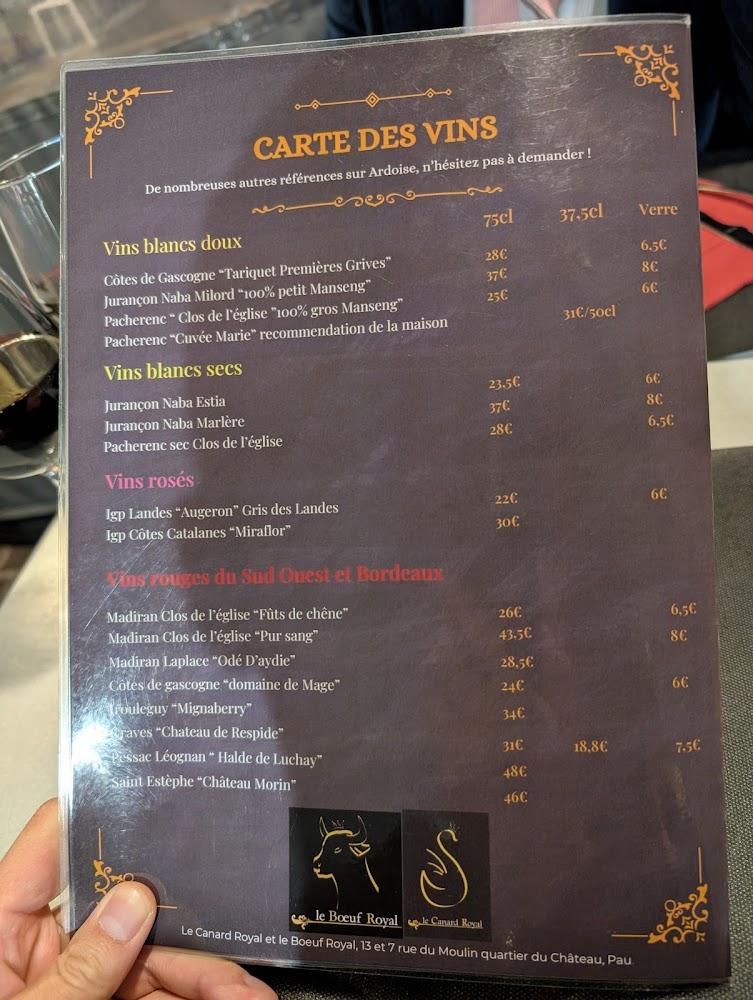 CARTE DES VINS
De nombreuses autres références sur Ardoise, n'hésitez pas à demander !
75cl 37,5cl Verre
Vins blancs doux
Côtes de Gascogne “Tariquet Premières Grives” 28€ 6,5€
Jurançon Naba Milord “100% petit Manseng” 37€ 8€
Pacherenc “ Clos de l'église ”100% gros Manseng” 25€ 6€
Pacherenc “Cuvée Marie” recommendation de la maison 31€/50cl
Vins blancs secs
Jurançon Naba Estia 23,5€ 6€
Jurançon Naba Marlère 37€ 8€
Pacherenc sec Clos de l'église 28€ 6,5€
Vins rosés
Igp Landes “Augeron” Gris des Landes 22€ 6€
Igp Côtes Catalanes “Miraflor” 30€
Vins rouges du Sud Ouest et Bordeaux
Madiran Clos de l'église “Fûts de chêne” 26€ 6,5€
Madiran Clos de l'église “Pur sang” 43,5€ 8€
Madiran Laplace “Odé D'aydie” 28,5€
Côtes de gascogne “domaine de Mage” 24€ 6€
Irouleguy “Mignaberry” 34€
Graves “Chateau de Respide” 31€ 18,8€ 7,5€
Pessac Léognan “ Halde de Luchay” 48€
Saint Estèphe “Château Morin” 46€
le Bœuf Royal
le Canard Royal
Le Canard Royal et le Boeuf Royal, 13 et 7 rue du Moulin quartier du Château, Pau